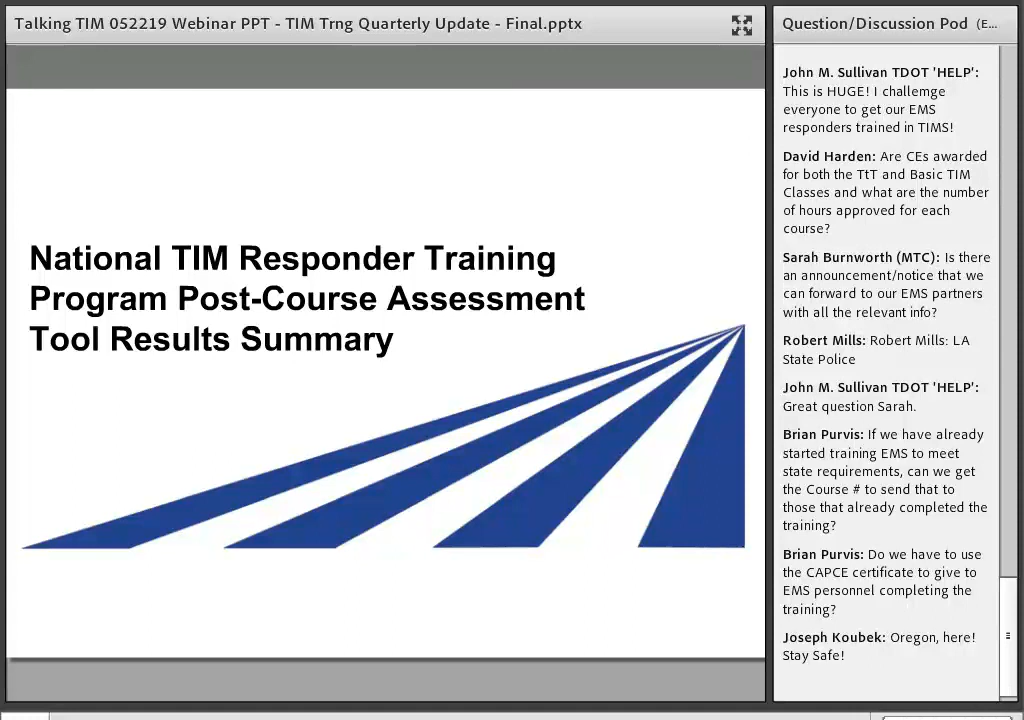 Talking TIM 052219 Webinar PPT - TIM Trng Quarterly Update - Final.pptx
National TIM Responder Training
Program Post-Course Assessment
Tool Results Summary
Question/Discussion Pod (E...
John M. Sullivan TDOT 'HELP':
This is HUGE! I challemge
everyone to get our EMS
responders trained in TIMS!
David Harden: Are CEs awarded
for both the TtT and Basic TIM
Classes and what are the number
of hours approved for each
course?
Sarah Burnworth (MTC): Is there
an announcement/notice that we
can forward to our EMS partners
with all the relevant info?
Robert Mills: Robert Mills: LA
State Police
John M. Sullivan TDOT 'HELP':
Great question Sarah.
Brian Purvis: If we have already
started training EMS to meet
state requirements, can we get
the Course # to send that to
those that already completed the
training?
Brian Purvis: Do we have to use
the CAPCE certificate to give to
EMS personnel completing the
training?
Joseph Koubek: Oregon, here!
Stay Safe!